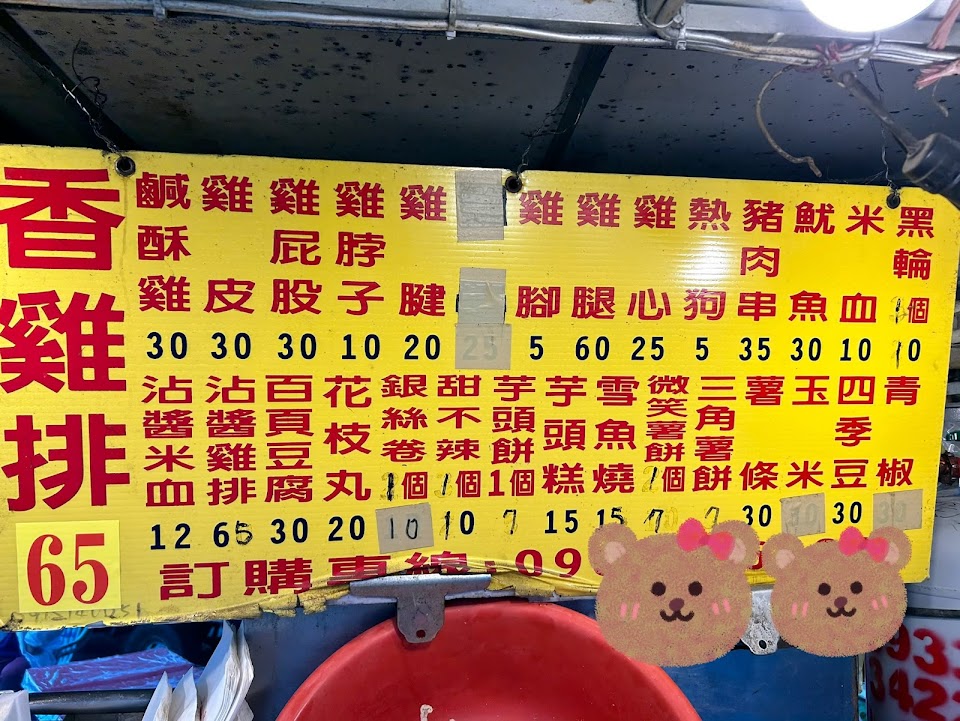 香雞排
65
鹹酥雞 30
雞皮 30
雞屁股 30
雞脖子 10
雞腱 20
25
雞腳 5
雞腿 60
雞心 25
熱狗 5
豬肉串 35
魷魚 30
米血 10
黑輪1個 10
沾醬米血 12
沾醬雞排 65
百頁豆腐 30
花枝丸 20
銀絲卷1個 10
甜不辣1個 10
芋頭餅1個 7
芋頭糕 15
雪魚燒 15
微笑薯餅1個 7
三角薯餅 7
薯條 30
玉米 30
四季豆 30
青椒 30
訂購專線:09
93
342